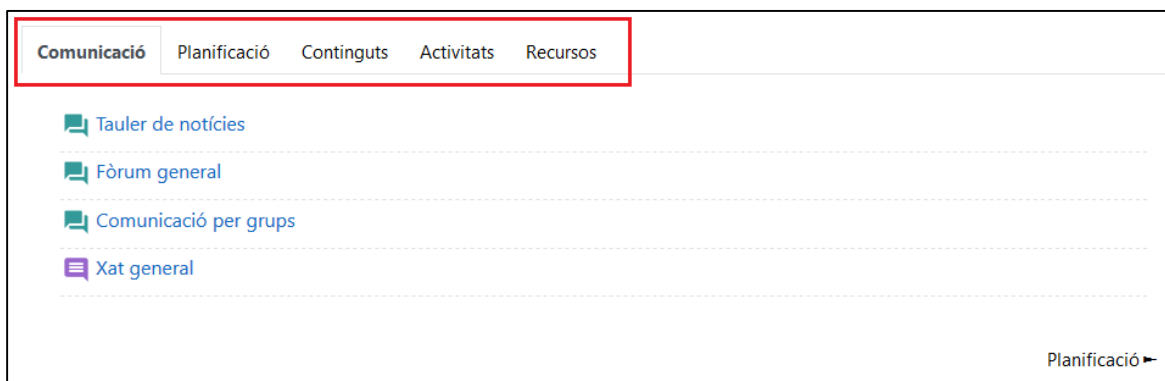 Comunicació Planificació Continguts Activitats Recursos
Tauler de notícies
Fòrum general
Comunicació per grups
Xat general
Planificació ►